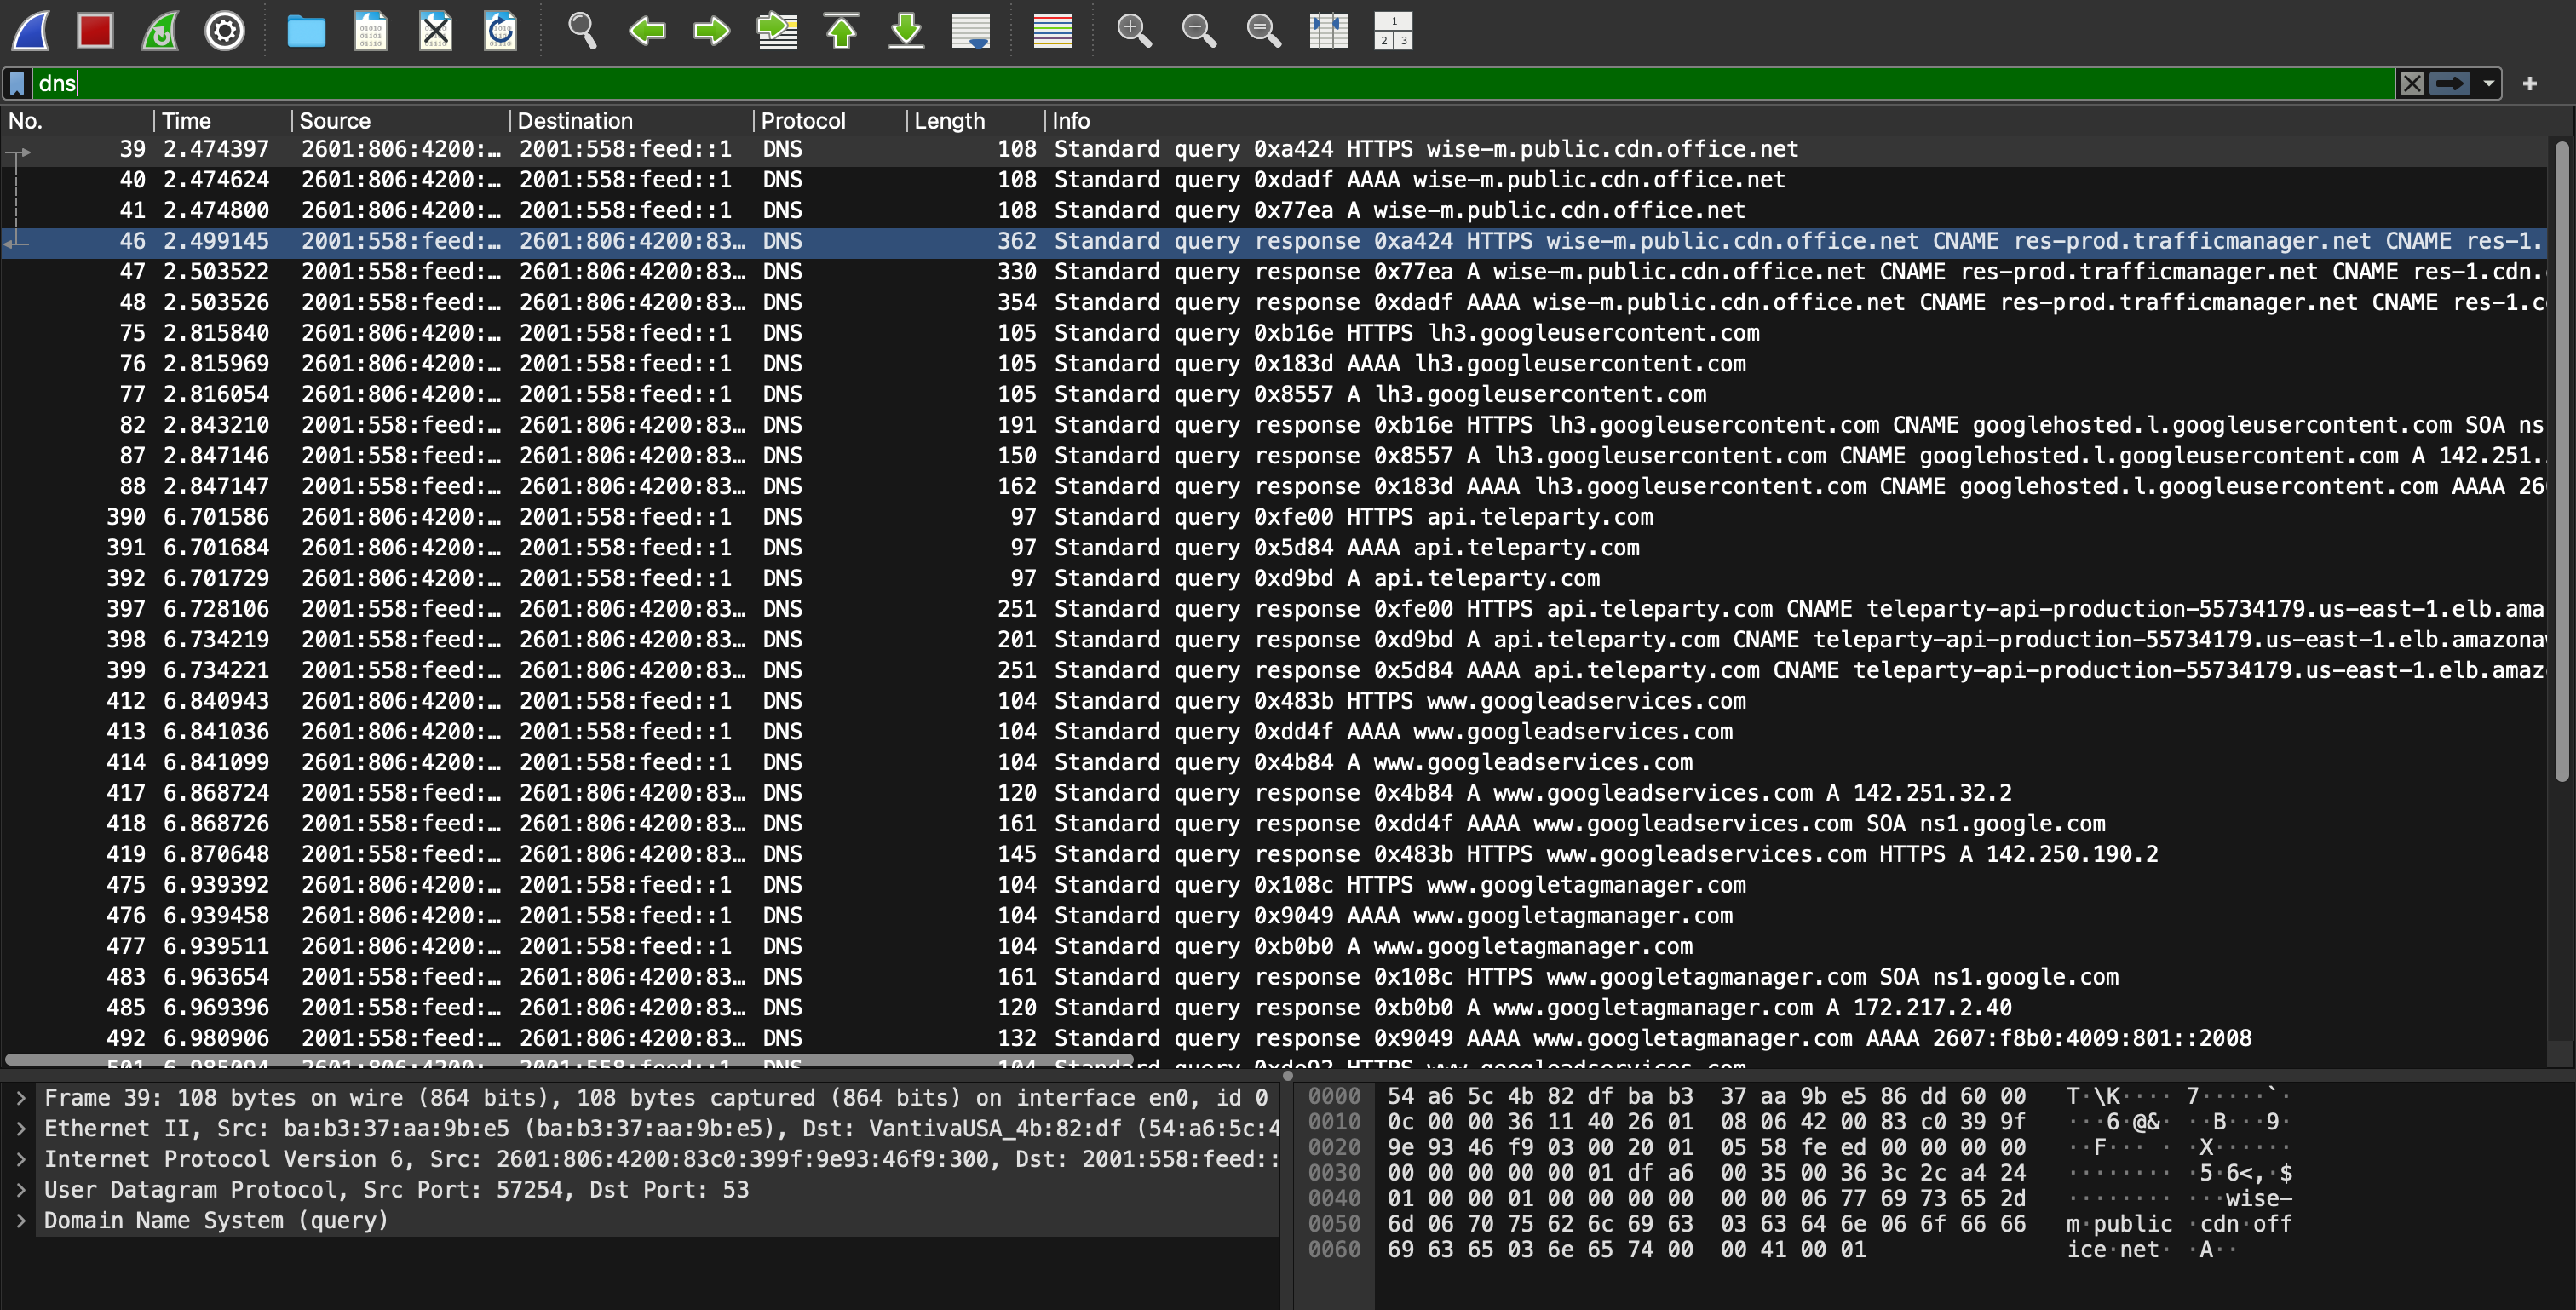 dns
No. Time Source Destination Protocol Length Info
39 2.474397 2601:806:4200:… 2001:558:feed::1 DNS 108 Standard query 0xa424 HTTPS wise-m.public.cdn.office.net
40 2.474624 2601:806:4200:… 2001:558:feed::1 DNS 108 Standard query 0xdadf AAAA wise-m.public.cdn.office.net
41 2.474800 2601:806:4200:… 2001:558:feed::1 DNS 108 Standard query 0x77ea A wise-m.public.cdn.office.net
46 2.499145 2001:558:feed:… 2601:806:4200:83… DNS 362 Standard query response 0xa424 HTTPS wise-m.public.cdn.office.net CNAME res-prod.trafficmanager.net CNAME res-1.
47 2.503522 2001:558:feed:… 2601:806:4200:83… DNS 330 Standard query response 0x77ea A wise-m.public.cdn.office.net CNAME res-prod.trafficmanager.net CNAME res-1.cdn.
48 2.503526 2001:558:feed:… 2601:806:4200:83… DNS 354 Standard query response 0xdadf AAAA wise-m.public.cdn.office.net CNAME res-prod.trafficmanager.net CNAME res-1.c
75 2.815840 2601:806:4200:… 2001:558:feed::1 DNS 105 Standard query 0xb16e HTTPS lh3.googleusercontent.com
76 2.815969 2601:806:4200:… 2001:558:feed::1 DNS 105 Standard query 0x183d AAAA lh3.googleusercontent.com
77 2.816054 2601:806:4200:… 2001:558:feed::1 DNS 105 Standard query 0x8557 A lh3.googleusercontent.com
82 2.843210 2001:558:feed:… 2601:806:4200:83… DNS 191 Standard query response 0xb16e HTTPS lh3.googleusercontent.com CNAME googlehosted.l.googleusercontent.com SOA ns
87 2.847146 2001:558:feed:… 2601:806:4200:83… DNS 150 Standard query response 0x8557 A lh3.googleusercontent.com CNAME googlehosted.l.googleusercontent.com A 142.251.
88 2.847147 2001:558:feed:… 2601:806:4200:83… DNS 162 Standard query response 0x183d AAAA lh3.googleusercontent.com CNAME googlehosted.l.googleusercontent.com AAAA 26
390 6.701586 2601:806:4200:… 2001:558:feed::1 DNS 97 Standard query 0xfe00 HTTPS api.teleparty.com
391 6.701684 2601:806:4200:… 2001:558:feed::1 DNS 97 Standard query 0x5d84 AAAA api.teleparty.com
392 6.701729 2601:806:4200:… 2001:558:feed::1 DNS 97 Standard query 0xd9bd A api.teleparty.com
397 6.728106 2001:558:feed:… 2601:806:4200:83… DNS 251 Standard query response 0xfe00 HTTPS api.teleparty.com CNAME teleparty-api-production-55734179.us-east-1.elb.ama
398 6.734219 2001:558:feed:… 2601:806:4200:83… DNS 201 Standard query response 0xd9bd A api.teleparty.com CNAME teleparty-api-production-55734179.us-east-1.elb.amazona
399 6.734221 2001:558:feed:… 2601:806:4200:83… DNS 251 Standard query response 0x5d84 AAAA api.teleparty.com CNAME teleparty-api-production-55734179.us-east-1.elb.amaz
412 6.840943 2601:806:4200:… 2001:558:feed::1 DNS 104 Standard query 0x483b HTTPS www.googleadservices.com
413 6.841036 2601:806:4200:… 2001:558:feed::1 DNS 104 Standard query 0xdd4f AAAA www.googleadservices.com
414 6.841099 2601:806:4200:… 2001:558:feed::1 DNS 104 Standard query 0x4b84 A www.googleadservices.com
417 6.868724 2001:558:feed:… 2601:806:4200:83… DNS 120 Standard query response 0x4b84 A www.googleadservices.com A 142.251.32.2
418 6.868726 2001:558:feed:… 2601:806:4200:83… DNS 161 Standard query response 0xdd4f AAAA www.googleadservices.com SOA ns1.google.com
419 6.870648 2001:558:feed:… 2601:806:4200:83… DNS 145 Standard query response 0x483b HTTPS www.googleadservices.com HTTPS A 142.250.190.2
475 6.939392 2601:806:4200:… 2001:558:feed::1 DNS 104 Standard query 0x108c HTTPS www.googletagmanager.com
476 6.939458 2601:806:4200:… 2001:558:feed::1 DNS 104 Standard query 0x9049 AAAA www.googletagmanager.com
477 6.939511 2601:806:4200:… 2001:558:feed::1 DNS 104 Standard query 0xb0b0 A www.googletagmanager.com
483 6.963654 2001:558:feed:… 2601:806:4200:83… DNS 161 Standard query response 0x108c HTTPS www.googletagmanager.com SOA ns1.google.com
485 6.969396 2001:558:feed:… 2601:806:4200:83… DNS 120 Standard query response 0xb0b0 A www.googletagmanager.com A 172.217.2.40
492 6.980906 2001:558:feed:… 2601:806:4200:83… DNS 132 Standard query response 0x9049 AAAA www.googletagmanager.com AAAA 2607:f8b0:4009:801::2008
Frame 39: 108 bytes on wire (864 bits), 108 bytes captured (864 bits) on interface en0, id 0
Ethernet II, Src: ba:b3:37:aa:9b:e5 (ba:b3:37:aa:9b:e5), Dst: VantivaUSA_4b:82:df (54:a6:5c:4
Internet Protocol Version 6, Src: 2601:806:4200:83c0:399f:9e93:46f9:300, Dst: 2001:558:feed::
User Datagram Protocol, Src Port: 57254, Dst Port: 53
Domain Name System (query)
0000 54 a6 5c 4b 82 df ba b3 37 aa 9b e5 86 dd 60 00 T·\K···· 7·····`·
0010 0c 00 00 36 11 40 26 01 08 06 42 00 83 c0 39 9f ···6·@&· ··B···9·
0020 9e 93 46 f9 03 00 20 01 05 58 fe ed 00 00 00 00 ··F··· · ·X······
0030 00 00 00 00 00 01 df a6 00 35 00 36 3c 2c a4 24 ········ ·5·6<,·$
0040 01 00 00 01 00 00 00 00 00 00 06 77 69 73 65 2d ········ ···wise-
0050 6d 06 70 75 62 6c 69 63 03 63 64 6e 06 6f 66 66 m·public ·cdn·off
0060 69 63 65 03 6e 65 74 00 00 41 00 01 ice·net· ·A··